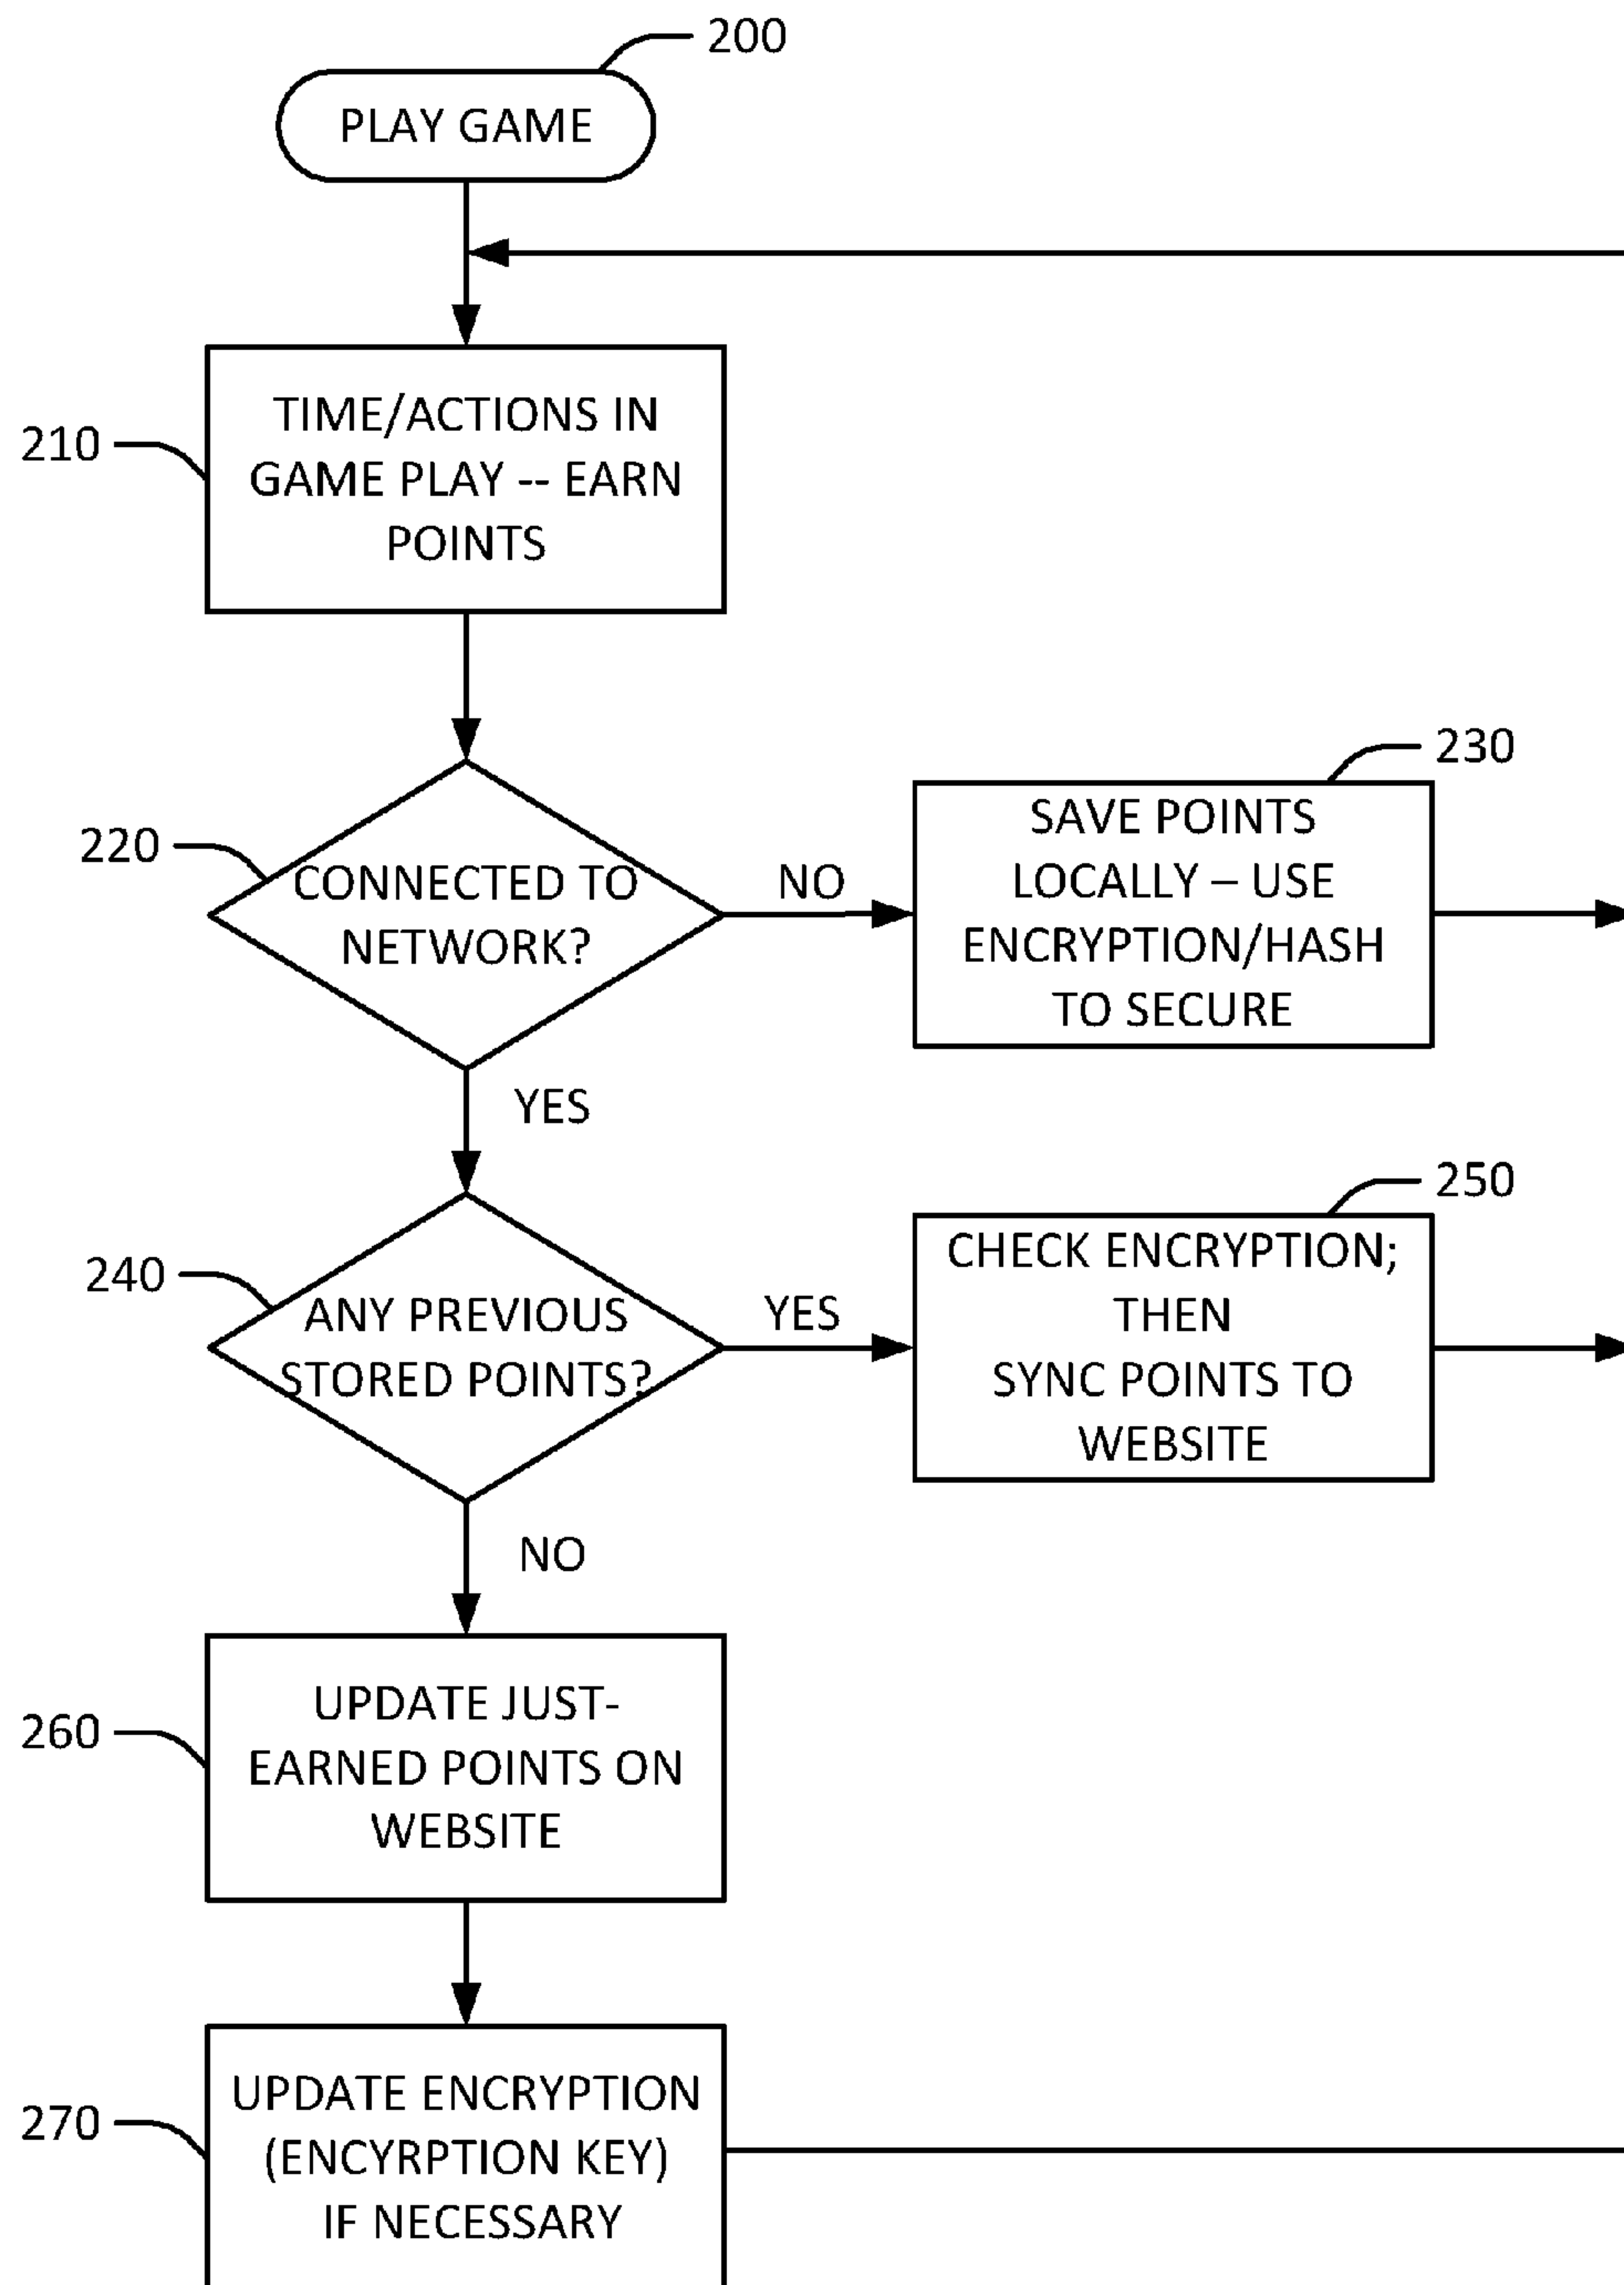 200
PLAY GAME
210
TIME/ACTIONS IN
GAME PLAY -- EARN
POINTS
220
CONNECTED TO
NETWORK?
NO
230
SAVE POINTS
LOCALLY – USE
ENCRYPTION/HASH
TO SECURE
YES
240
ANY PREVIOUS
STORED POINTS?
YES
250
CHECK ENCRYPTION;
THEN
SYNC POINTS TO
WEBSITE
NO
260
UPDATE JUST-
EARNED POINTS ON
WEBSITE
270
UPDATE ENCRYPTION
(ENCYRPTION KEY)
IF NECESSARY